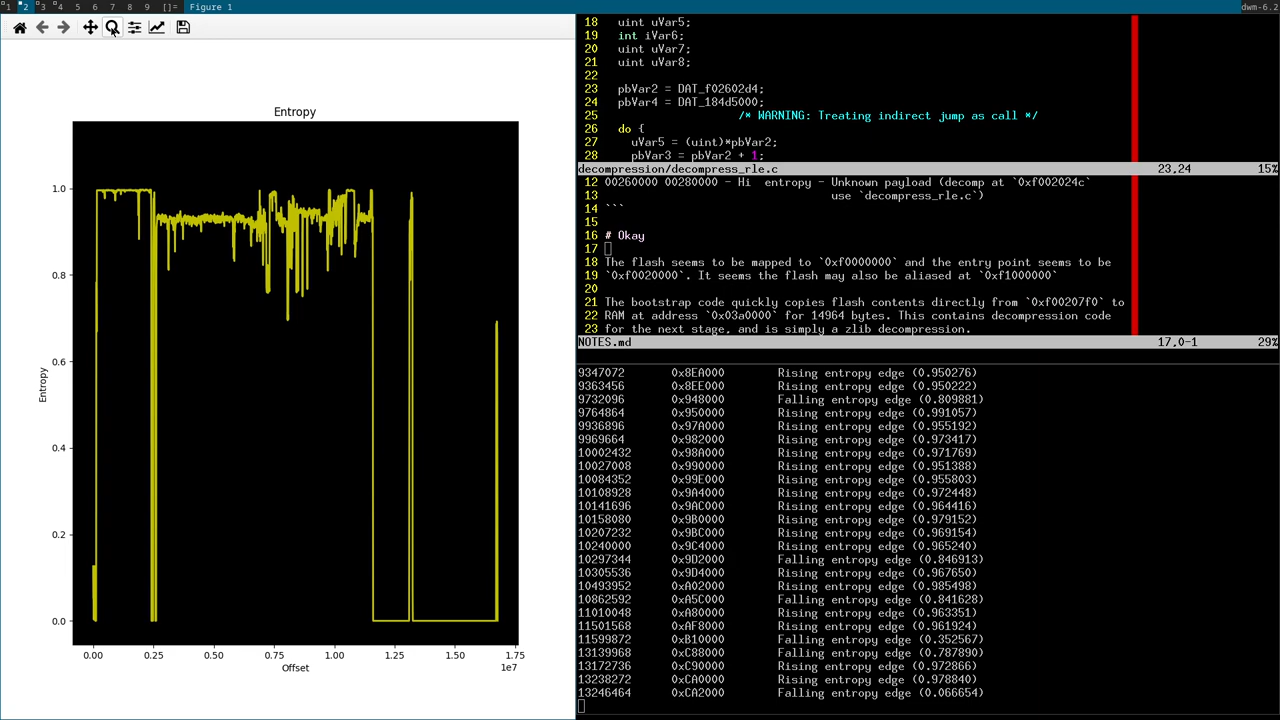 1 2 3 4 5 6 7 8 9 []= Figure 1 dwm-6.2
Entropy
1.0
0.8
0.6
0.4
0.2
0.0
Entropy
0.00 0.25 0.50 0.75 1.00 1.25 1.50 1.75
Offset
1e7
18 uint uVar5;
19 int iVar6;
20 uint uVar7;
21 uint uVar8;
22
23 pbVar2 = DAT_f02602d4;
24 pbVar4 = DAT_184d5000;
25 /* WARNING: Treating indirect jump as call */
26 do {
27 uVar5 = (uint)*pbVar2;
28 pbVar3 = pbVar2 + 1;
decompression/decompress_rle.c 23,24 15%
12 00260000 00280000 - Hi entropy - Unknown payload (decomp at `0xf002024c`
13 use `decompress_rle.c`)
14 ```
15
16 # Okay
17
18 The flash seems to be mapped to `0xf0000000` and the entry point seems to be
19 `0xf0020000`. It seems the flash may also be aliased at `0xf1000000`
20
21 The bootstrap code quickly copies flash contents directly from `0xf00207f0` to
22 RAM at address `0x03a0000` for 14964 bytes. This contains decompression code
23 for the next stage, and is simply a zlib decompression.
NOTES.md 17,0-1 29%
9347072 0x8EA000 Rising entropy edge (0.950276)
9363456 0x8EE000 Rising entropy edge (0.950222)
9732096 0x948000 Falling entropy edge (0.809881)
9764864 0x950000 Rising entropy edge (0.991057)
9936896 0x97A000 Rising entropy edge (0.955192)
9969664 0x982000 Rising entropy edge (0.973417)
10002432 0x98A000 Rising entropy edge (0.971769)
10027008 0x990000 Rising entropy edge (0.951388)
10084352 0x99E000 Rising entropy edge (0.955803)
10108928 0x9A4000 Rising entropy edge (0.972448)
10141696 0x9AC000 Rising entropy edge (0.964416)
10158080 0x9B0000 Rising entropy edge (0.979152)
10207232 0x9BC000 Rising entropy edge (0.969154)
10240000 0x9C4000 Rising entropy edge (0.965240)
10297344 0x9D2000 Falling entropy edge (0.846913)
10305536 0x9D4000 Rising entropy edge (0.967650)
10493952 0xA02000 Rising entropy edge (0.985498)
10862592 0xA5C000 Falling entropy edge (0.841628)
11010048 0xA80000 Rising entropy edge (0.963351)
11501568 0xAF8000 Rising entropy edge (0.961924)
11599872 0xB10000 Falling entropy edge (0.352567)
13139968 0xC88000 Falling entropy edge (0.787890)
13172736 0xC90000 Rising entropy edge (0.972866)
13238272 0xCA0000 Rising entropy edge (0.978840)
13246464 0xCA2000 Falling entropy edge (0.066654)